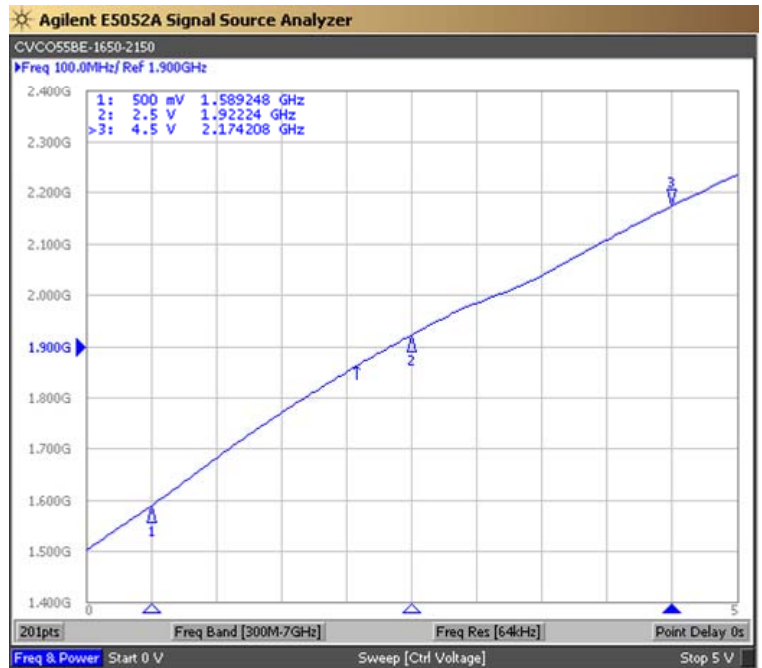 Agilent E5052A Signal Source Analyzer
CVCO55BE-1650-2150
Freq 100.0MHz/ Ref 1.900GHz
2.400G
1: 500 mV 1.589248 GHz
2: 2.5 V 1.92224 GHz
>3: 4.5 V 2.174208 GHz
2.300G
2.200G
3
2.100G
2.000G
1.900G
2
1.800G
1.700G
1.600G
1
1.500G
1.400G
0 5
201pts Freq Band [300M-7GHz] Freq Res [64kHz] Point Delay 0s
Freq & Power Start 0 V Sweep [Ctrl Voltage] Stop 5 V